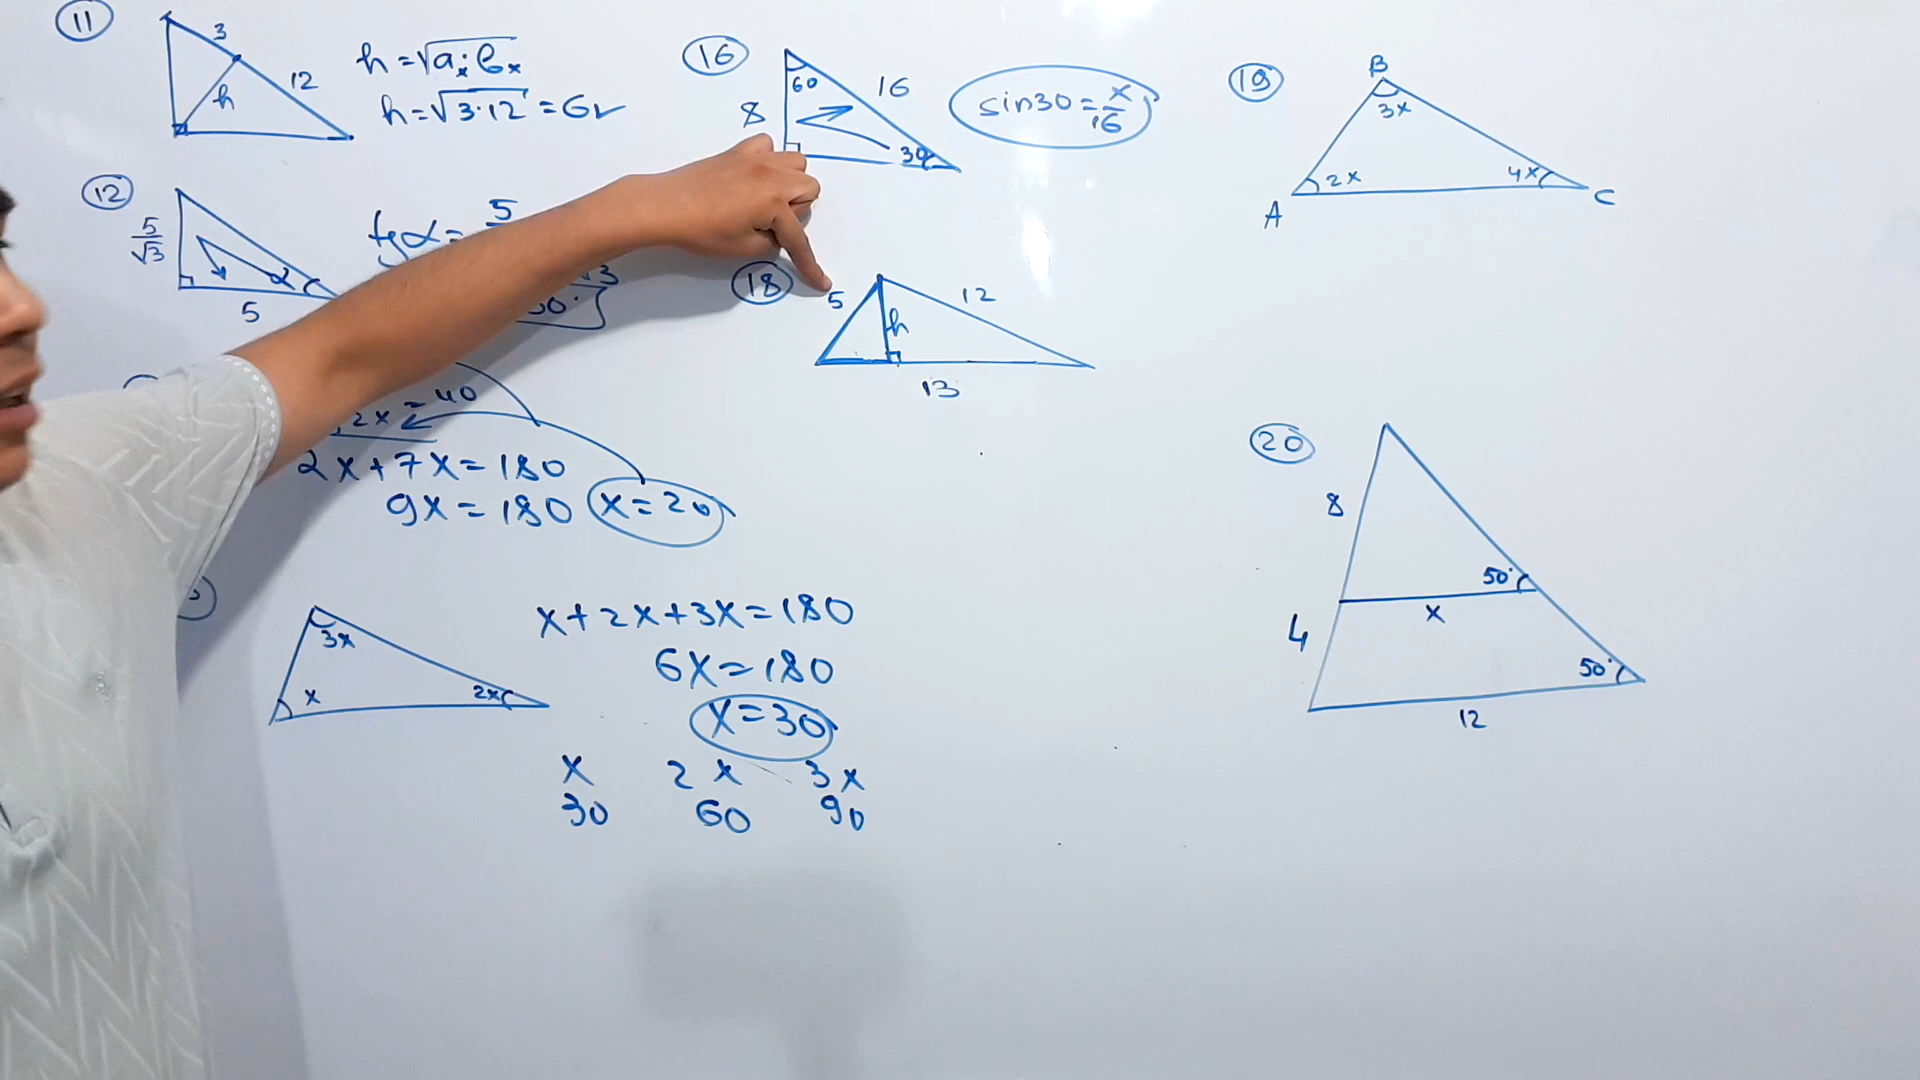 11
3
12
h
h = √a꓿ₓ · bₓ
h = √3·12 = 6
12
5/√3
α
5
tgα = 5
2x = 40
2x + 7x = 180
9x = 180
x = 20
3x
x
2x
x + 2x + 3x = 180
6x = 180
x = 30
x 2x 3x
30 60 90
16
60
16
8
30
sin30 = x/16
18
5
12
h
13
19
B
3x
2x
4x
A
C
20
8
50°
x
4
50°
12